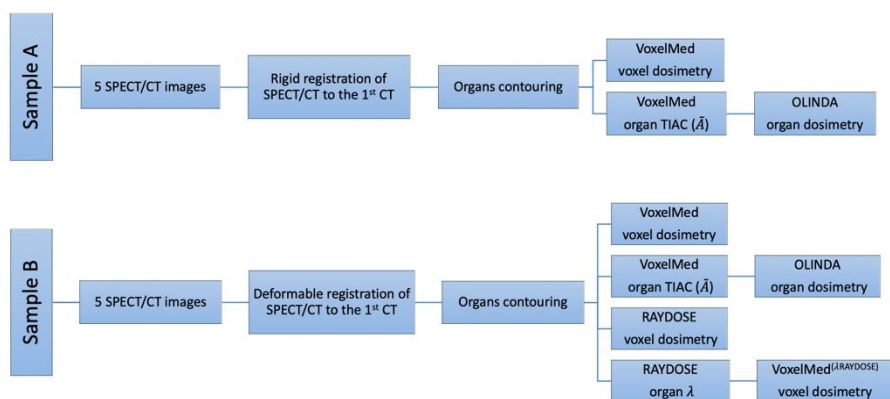 Sample A
5 SPECT/CT images
Rigid registration of
SPECT/CT to the 1st CT
Organs contouring
VoxelMed
voxel dosimetry
VoxelMed
organ TIAC (Ã)
OLINDA
organ dosimetry
Sample B
5 SPECT/CT images
Deformable registration of
SPECT/CT to the 1st CT
Organs contouring
VoxelMed
voxel dosimetry
VoxelMed
organ TIAC (Ã)
OLINDA
organ dosimetry
RAYDOSE
voxel dosimetry
RAYDOSE
organ λ
VoxelMed(λRAYDOSE)
voxel dosimetry